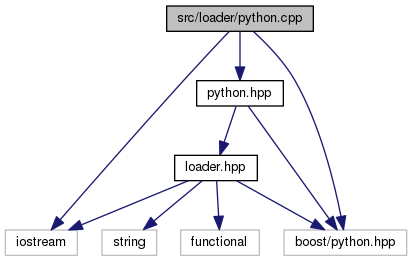 src/loader/python.cpp
python.hpp
loader.hpp
iostream
string
functional
boost/python.hpp